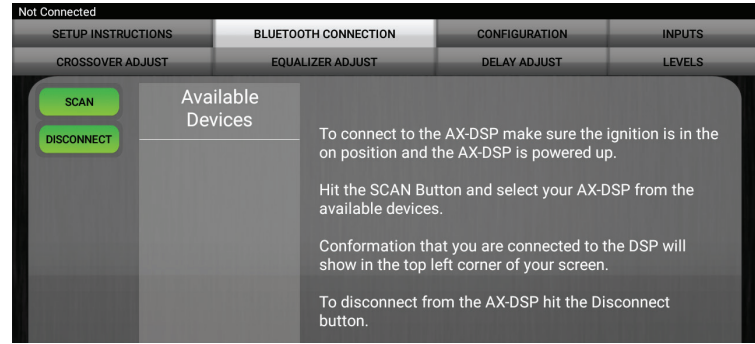 Not Connected
SETUP INSTRUCTIONS BLUETOOTH CONNECTION CONFIGURATION INPUTS
CROSSOVER ADJUST EQUALIZER ADJUST DELAY ADJUST LEVELS
SCAN
DISCONNECT
Available
Devices
To connect to the AX-DSP make sure the ignition is in the
on position and the AX-DSP is powered up.
Hit the SCAN Button and select your AX-DSP from the
available devices.
Conformation that you are connected to the DSP will
show in the top left corner of your screen.
To disconnect from the AX-DSP hit the Disconnect
button.